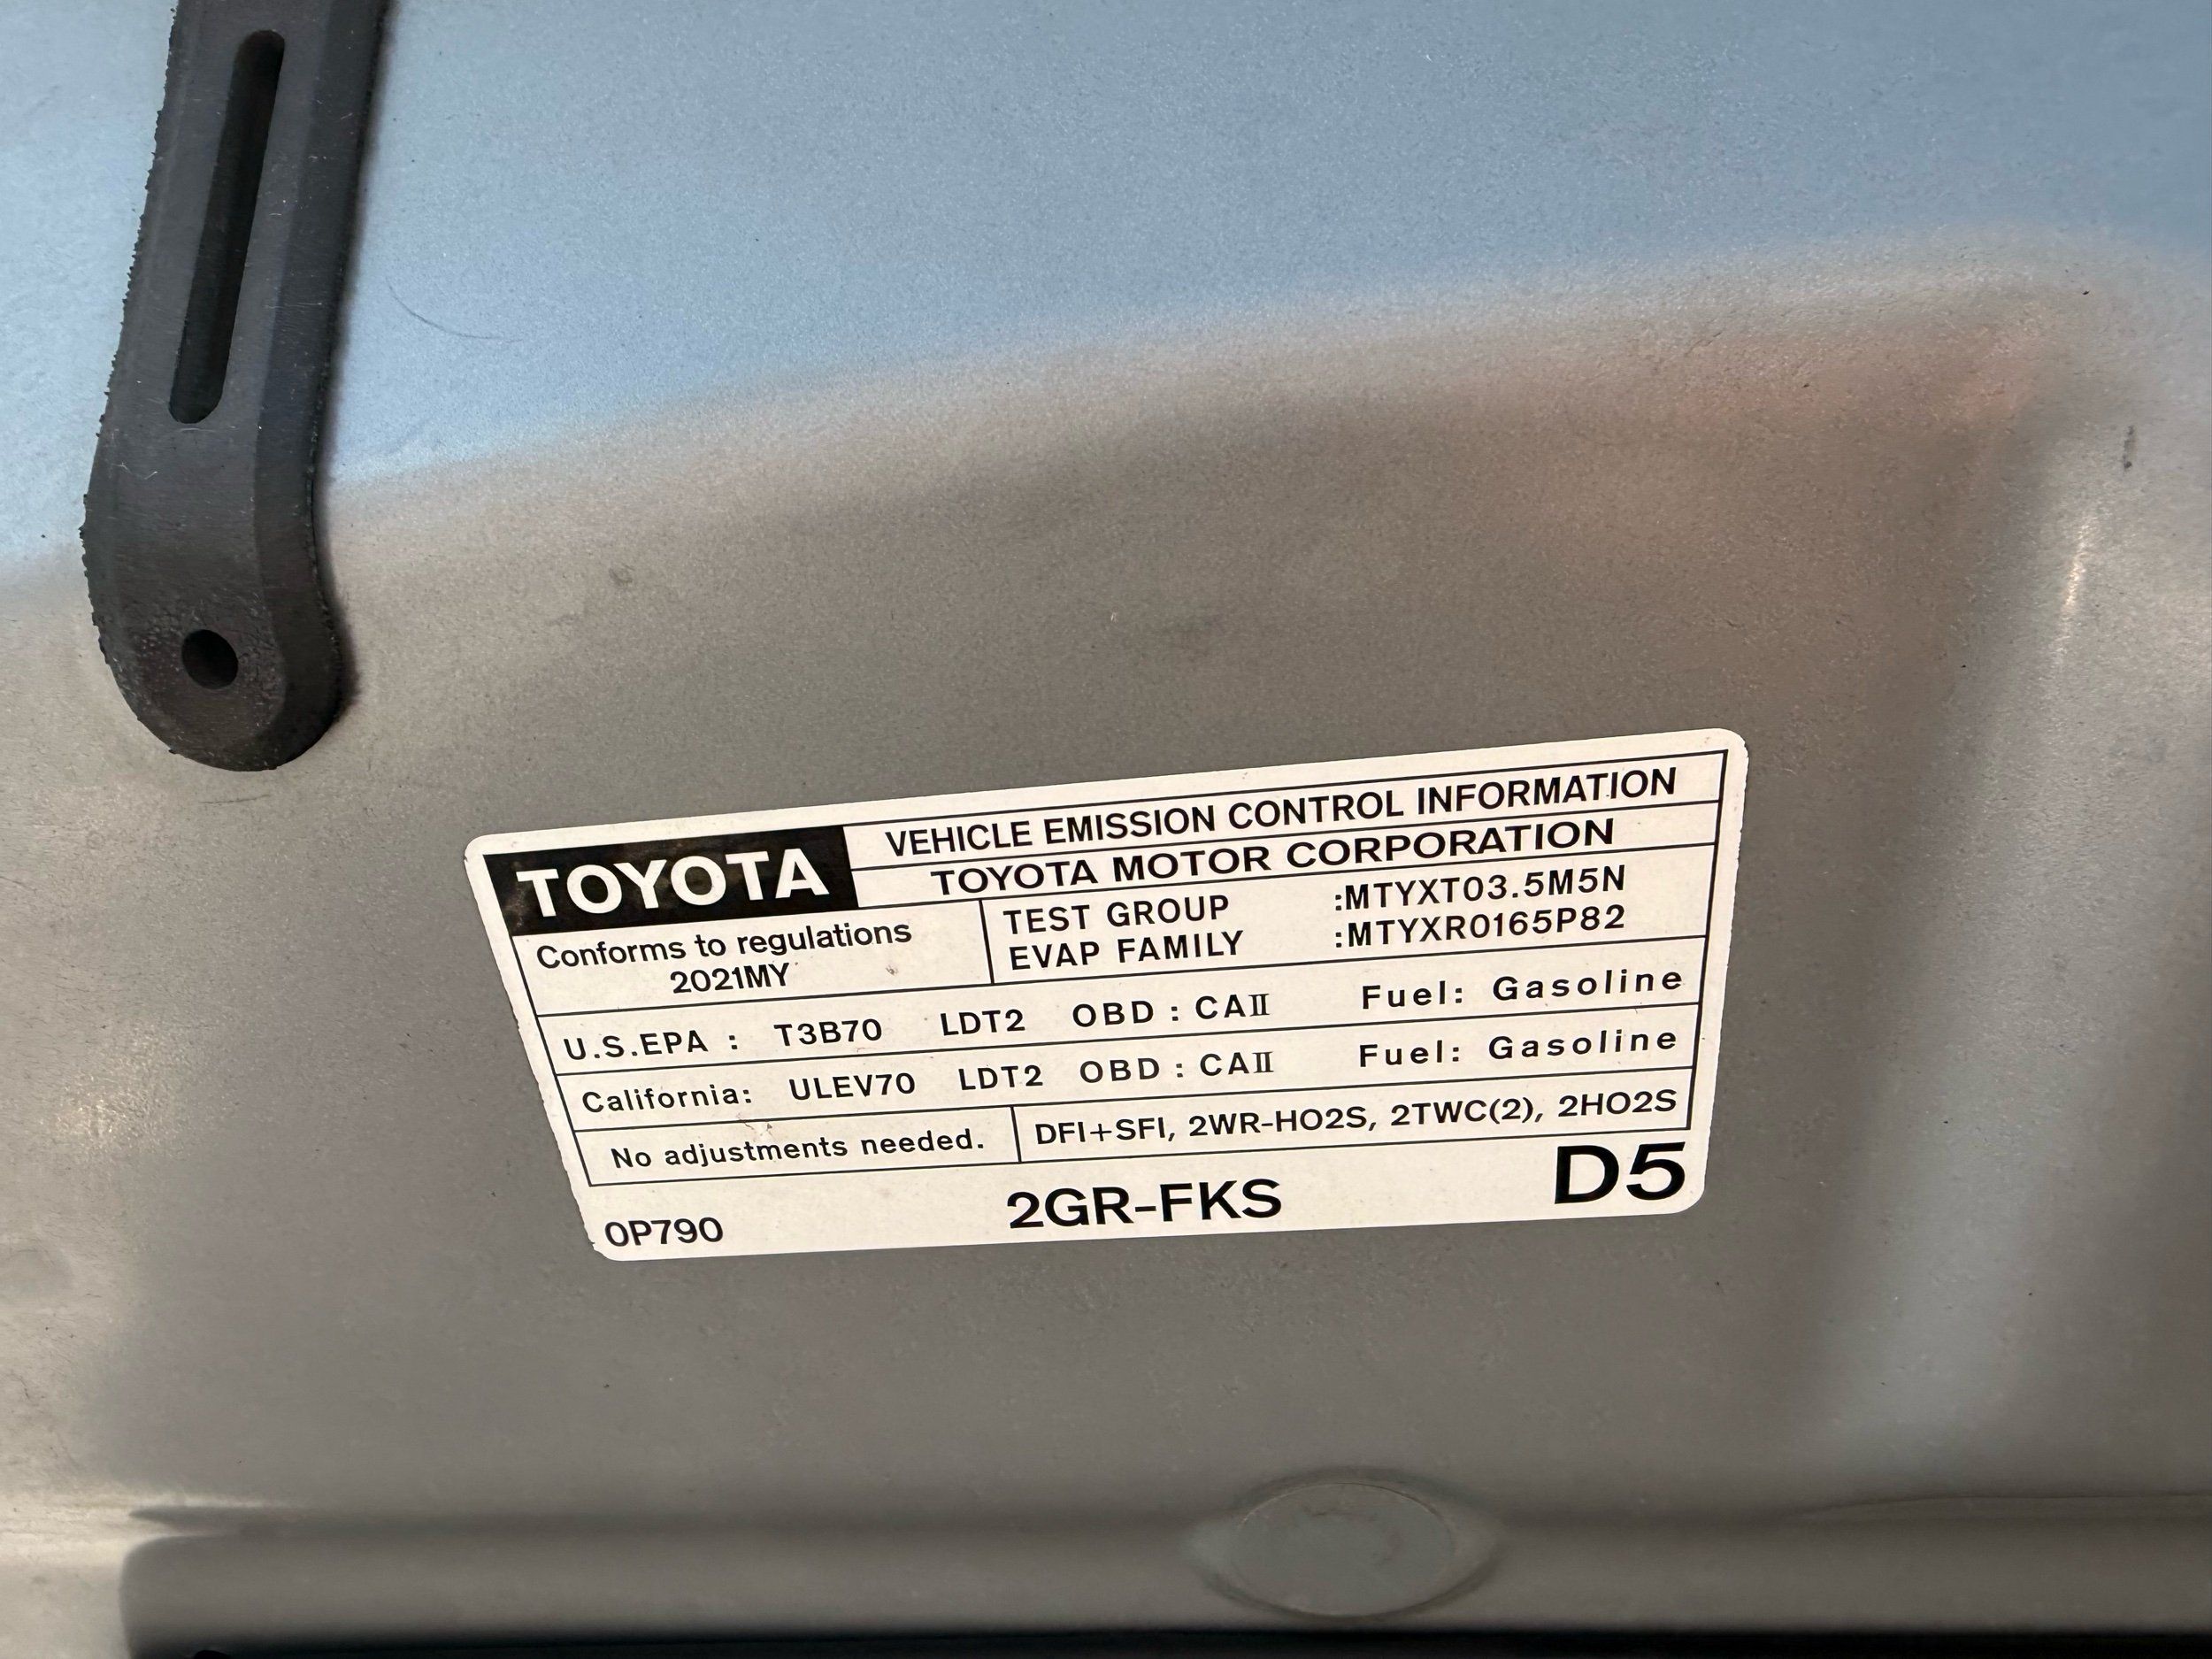 TOYOTA
VEHICLE EMISSION CONTROL INFORMATION
TOYOTA MOTOR CORPORATION
Conforms to regulations
2021MY
TEST GROUP :MTYXT03.5M5N
EVAP FAMILY :MTYXR0165P82
U.S.EPA : T3B70 LDT2 OBD : CAⅡ Fuel: Gasoline
California: ULEV70 LDT2 OBD : CAⅡ Fuel: Gasoline
No adjustments needed.
DFI+SFI, 2WR-HO2S, 2TWC(2), 2HO2S
0P790
2GR-FKS
D5